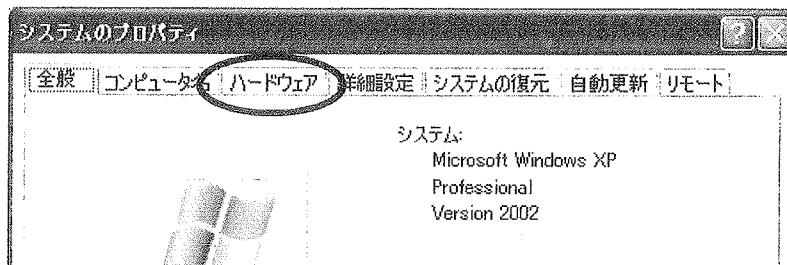 システムのプロパティ
全般 コンピュータ名 ハードウェア 詳細設定 システムの復元 自動更新 リモート
システム:
Microsoft Windows XP
Professional
Version 2002